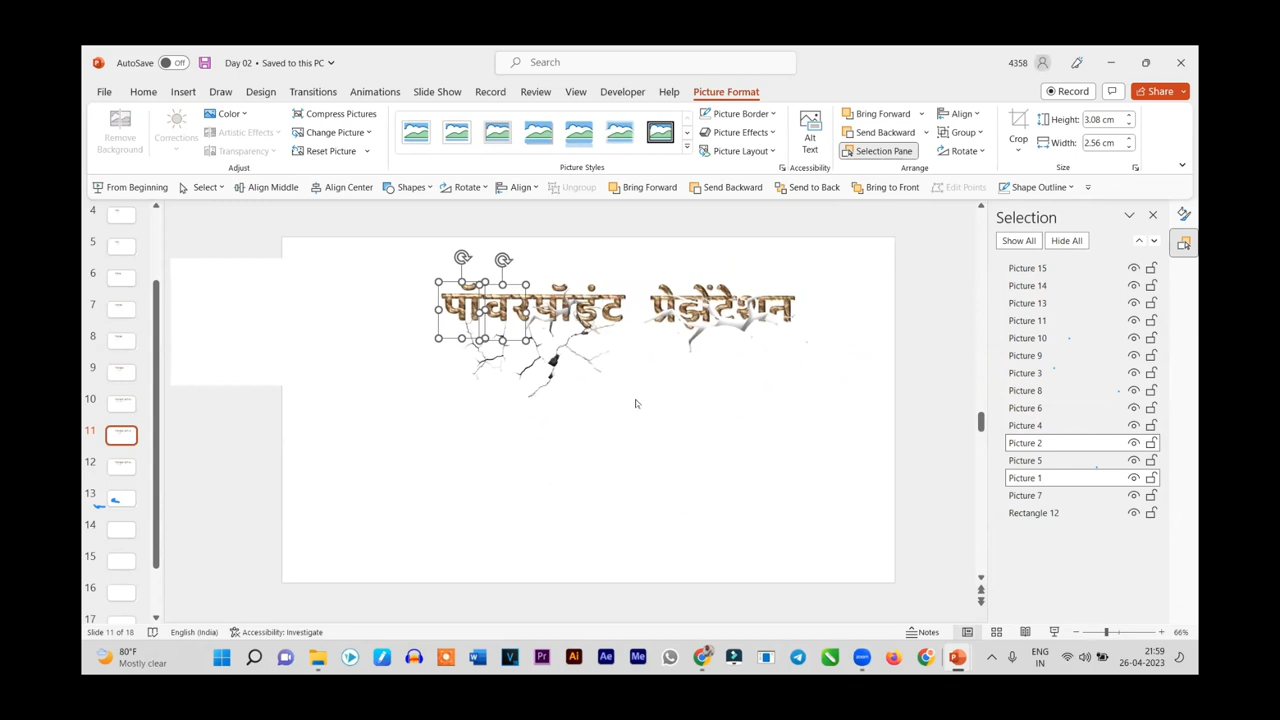 AutoSave Off Day 02 • Saved to this PC Search 4358
File Home Insert Draw Design Transitions Animations Slide Show Record Review View Developer Help Picture Format Record Share
Remove Background Corrections Color Artistic Effects Transparency Compress Pictures Change Picture Reset Picture Picture Border Picture Effects Picture Layout Alt Text Bring Forward Send Backward Selection Pane Align Group Rotate Crop Height: 3.08 cm Width: 2.56 cm
Adjust Picture Styles Accessibility Arrange Size
From Beginning Select Align Middle Align Center Shapes Rotate Align Ungroup Bring Forward Send Backward Send to Back Bring to Front Edit Points Shape Outline
4
5
6
7
8
9
10
11
12
13
14
15
16
17
पॉवरपॉइंट प्रेझेंटेशन
Selection
Show All Hide All
Picture 15
Picture 14
Picture 13
Picture 11
Picture 10
Picture 9
Picture 3
Picture 8
Picture 6
Picture 4
Picture 2
Picture 5
Picture 1
Picture 7
Rectangle 12
Slide 11 of 18 English (India) Accessibility: Investigate Notes 66%
80°F
Mostly clear
ENG
IN
21:59
26-04-2023